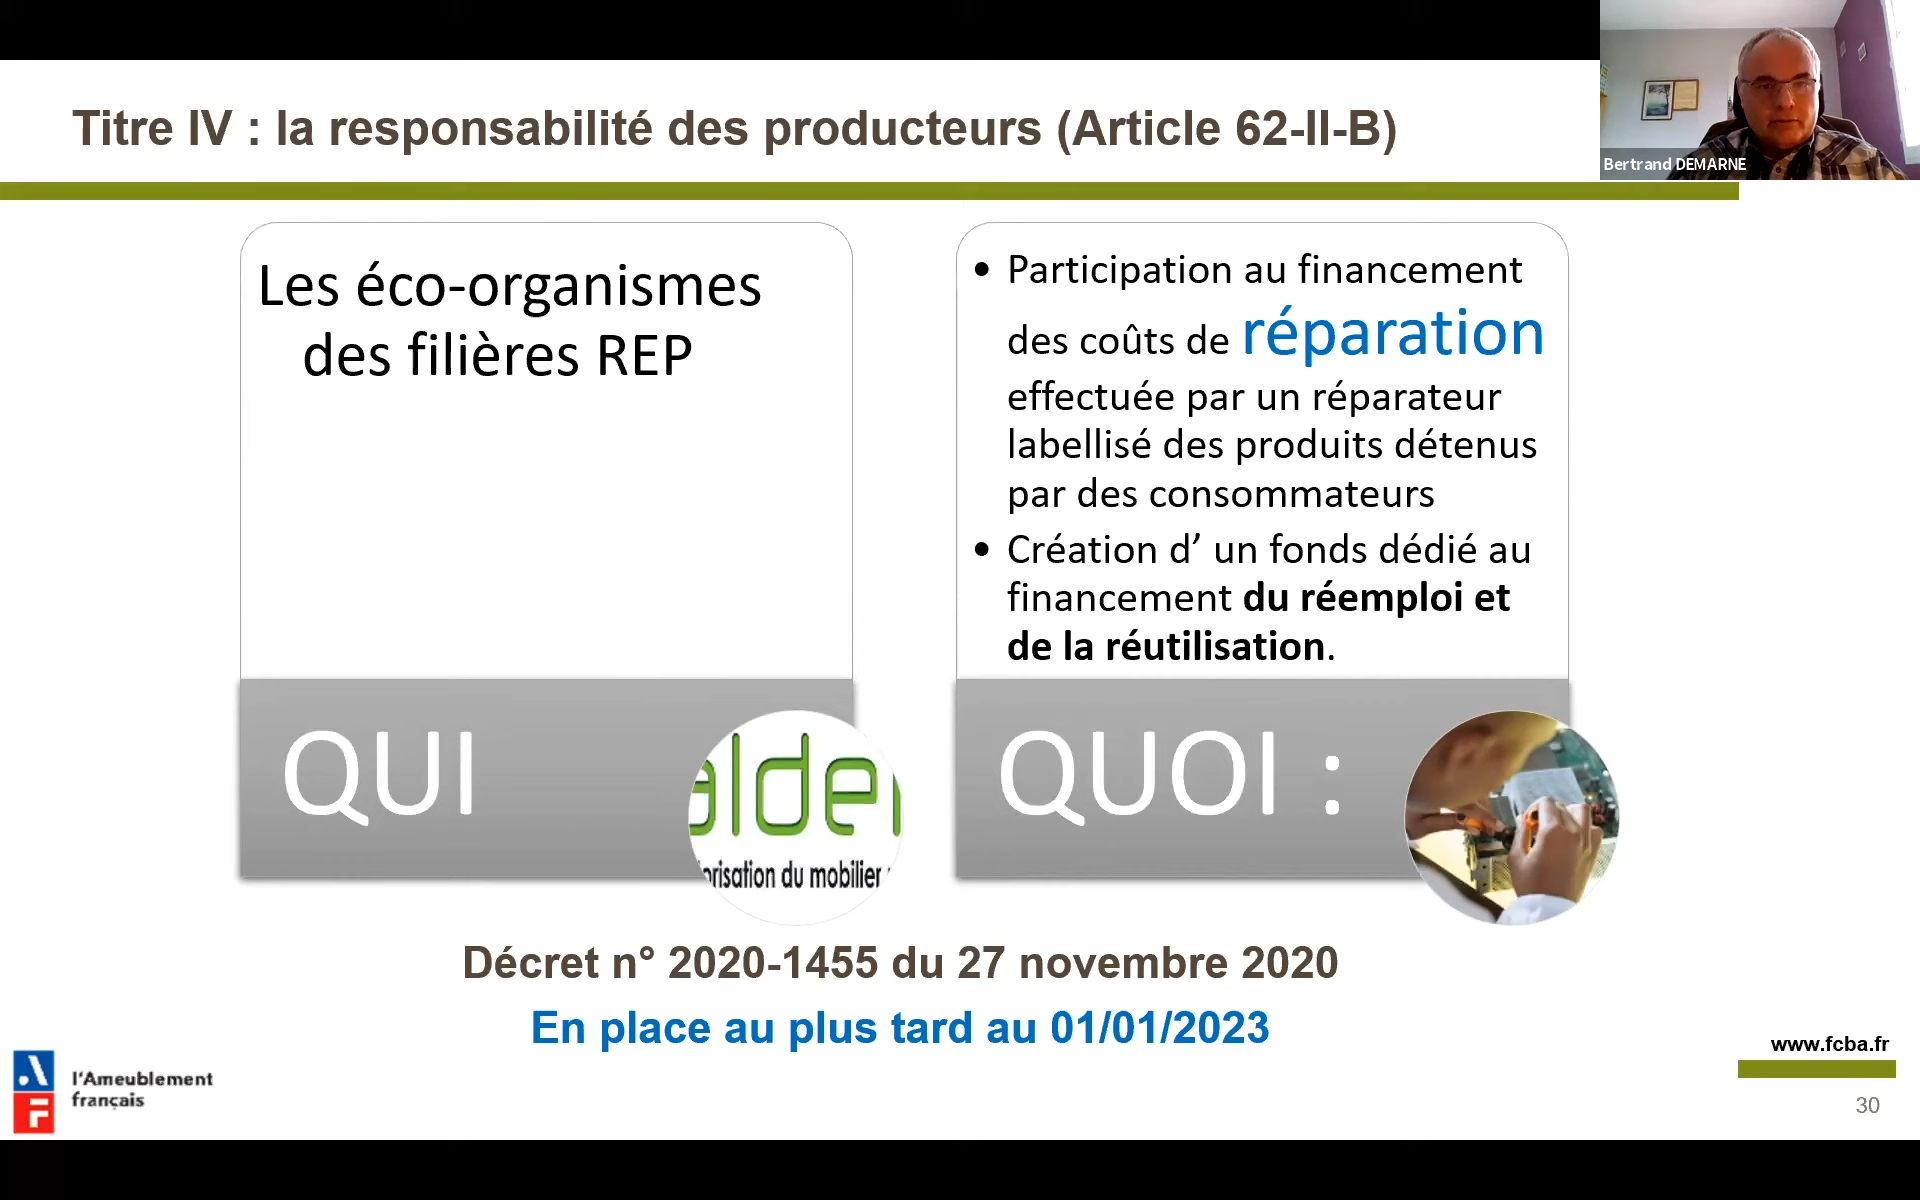 Titre IV : la responsabilité des producteurs (Article 62-II-B)
Bertrand DEMARNE
Les éco-organismes
des filières REP
QUI
alder
orisation du mobilier
• Participation au financement
des coûts de réparation
effectuée par un réparateur
labellisé des produits détenus
par des consommateurs
• Création d’ un fonds dédié au
financement du réemploi et
de la réutilisation.
QUOI :
Décret n° 2020-1455 du 27 novembre 2020
En place au plus tard au 01/01/2023
l'Ameublement
français
www.fcba.fr
30